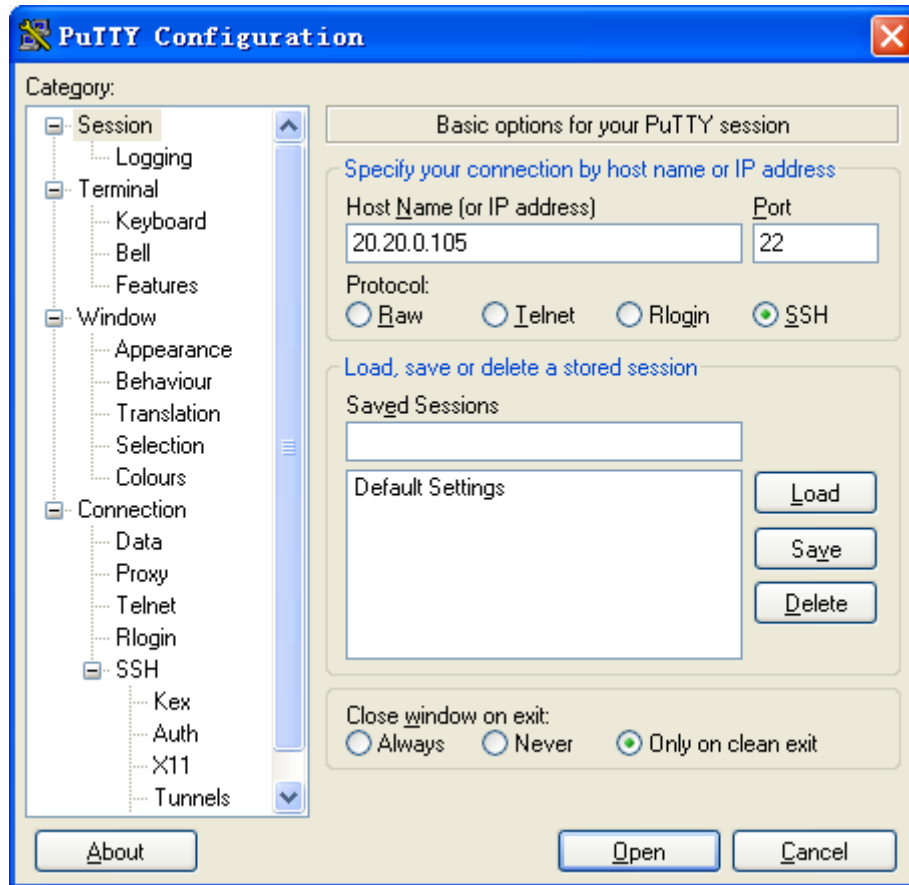 PuTTY Configuration
Category:
Session
Logging
Terminal
Keyboard
Bell
Features
Window
Appearance
Behaviour
Translation
Selection
Colours
Connection
Data
Proxy
Telnet
Rlogin
SSH
Kex
Auth
X11
Tunnels
Basic options for your PuTTY session
Specify your connection by host name or IP address
Host Name (or IP address) Port
20.20.0.105 22
Protocol:
Raw Telnet Rlogin SSH
Load, save or delete a stored session
Saved Sessions
Default Settings
Load
Save
Delete
Close window on exit:
Always Never Only on clean exit
About Open Cancel